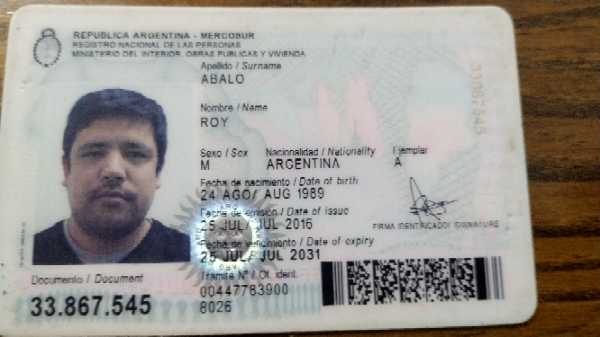 REPUBLICA ARGENTINA - MERCOSUR
REGISTRO NACIONAL DE LAS PERSONAS
MINISTERIO DEL INTERIOR, OBRAS PUBLICAS Y VIVIENDA
Apellido / Surname
ABALO
Nombre / Name
ROY
Sexo / Sex Nacionalidad / Nationality Ejemplar
M ARGENTINA A
Fecha de nacimiento / Date of birth
24 AGO/ AUG 1989
Fecha de emisión / Date of issue
25 JUL/ JUL 2016
FIRMA IDENTIFICADO/ SIGNATURE
Fecha de vencimiento / Date of expiry
25 JUL/ JUL 2031
Documento / Document
33.867.545
Trámite N° / Of. ident.
00447763900
8026